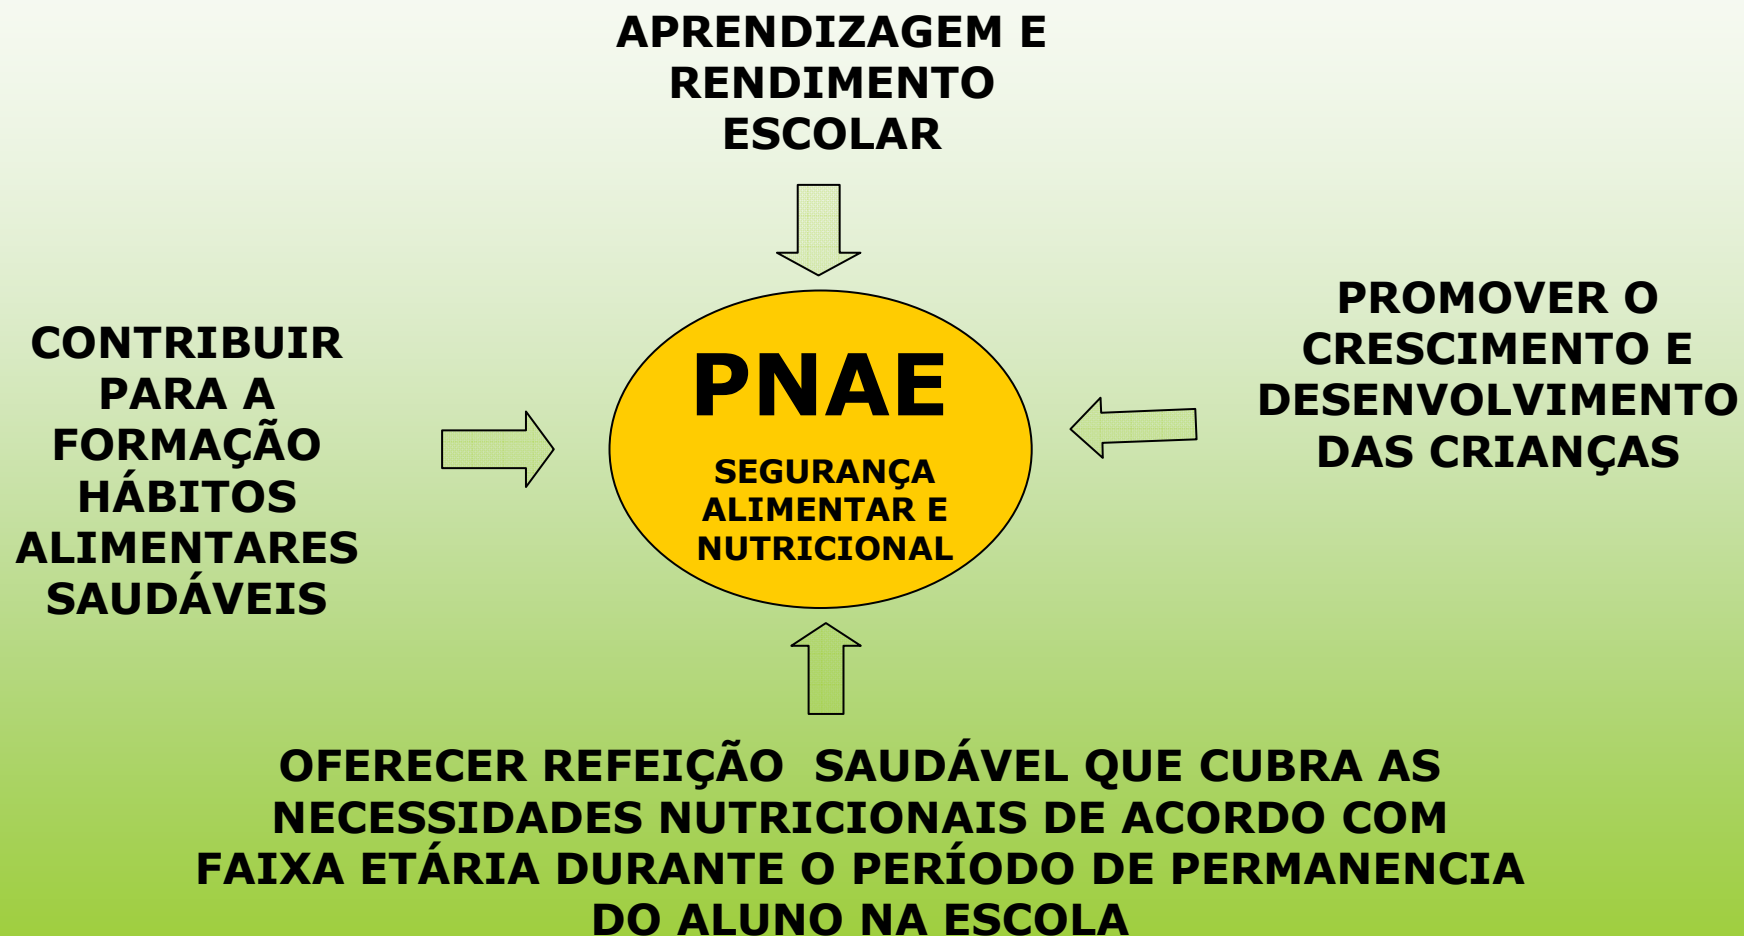 APRENDIZAGEM E
RENDIMENTO
ESCOLAR
CONTRIBUIR
PARA A
FORMAÇÃO
HÁBITOS
ALIMENTARES
SAUDÁVEIS
PNAE
SEGURANÇA
ALIMENTAR E
NUTRICIONAL
PROMOVER O
CRESCIMENTO E
DESENVOLVIMENTO
DAS CRIANÇAS
OFERECER REFEIÇÃO  SAUDÁVEL QUE CUBRA AS
NECESSIDADES NUTRICIONAIS DE ACORDO COM
FAIXA ETÁRIA DURANTE O PERÍODO DE PERMANENCIA
DO ALUNO NA ESCOLA